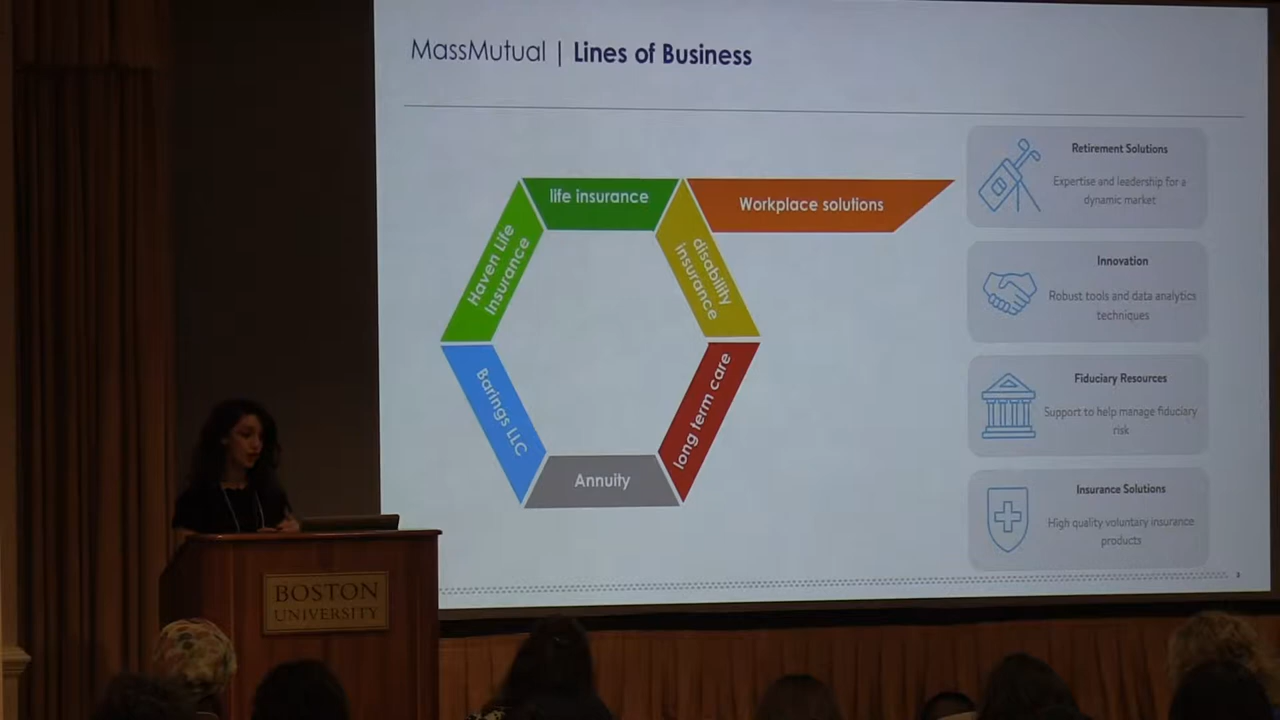 MassMutual | Lines of Business
life insurance
Workplace solutions
Haven Life
Insurance
disability
insurance
Barings LLC
long term care
Annuity
Retirement Solutions
Expertise and leadership for a
dynamic market
Innovation
Robust tools and data analytics
techniques
Fiduciary Resources
Support to help manage fiduciary
risk
Insurance Solutions
High quality voluntary insurance
products
BOSTON
UNIVERSITY